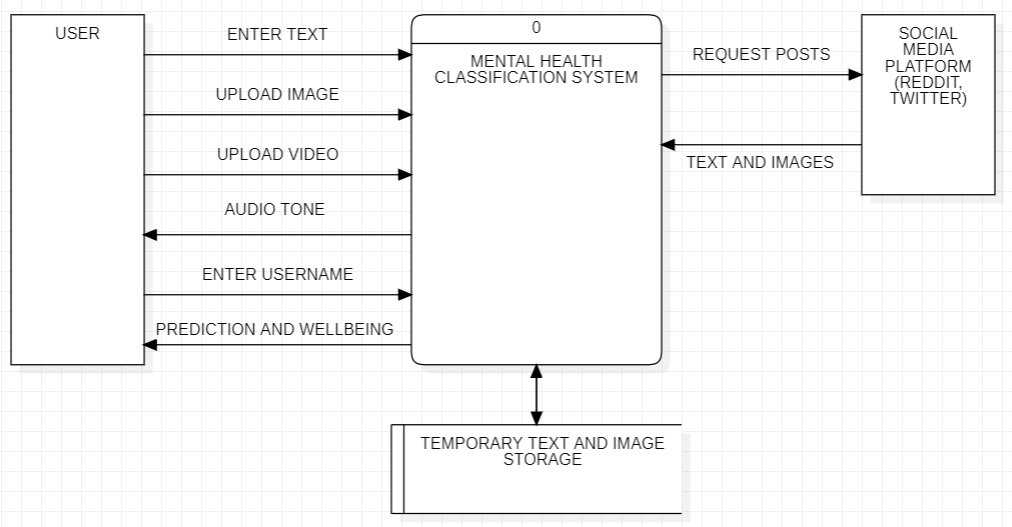 USER
ENTER TEXT
UPLOAD IMAGE
UPLOAD VIDEO
AUDIO TONE
ENTER USERNAME
PREDICTION AND WELLBEING
0
MENTAL HEALTH
CLASSIFICATION SYSTEM
REQUEST POSTS
TEXT AND IMAGES
SOCIAL
MEDIA
PLATFORM
(REDDIT,
TWITTER)
TEMPORARY TEXT AND IMAGE
STORAGE